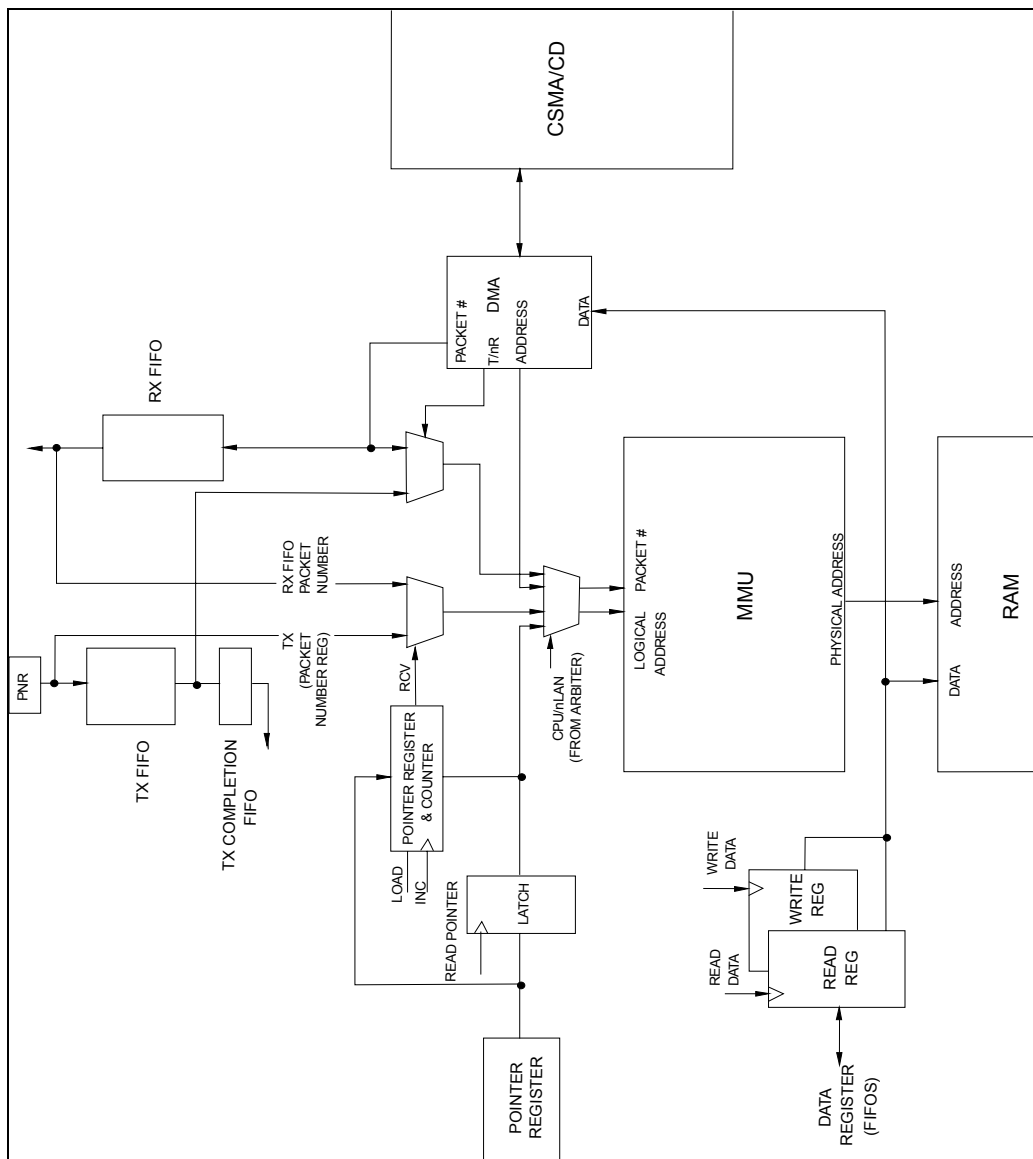 CSMA/CD
PACKET #
T/nR
DMA
ADDRESS
DATA
RX FIFO
RX FIFO
PACKET
NUMBER
TX
(PACKET
NUMBER REG)
PNR
TX FIFO
TX COMPLETION
FIFO
RCV
POINTER REGISTER
& COUNTER
LOAD
INC
CPU/nLAN
(FROM ARBITER)
LATCH
READ POINTER
POINTER
REGISTER
PACKET #
LOGICAL
ADDRESS
MMU
PHYSICAL ADDRESS
ADDRESS
DATA
RAM
WRITE
DATA
WRITE
REG
READ
DATA
READ
REG
DATA
REGISTER
(FIFOS)